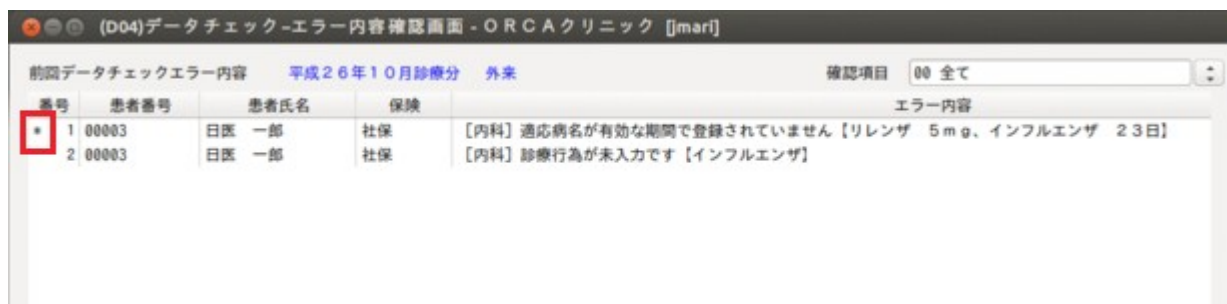 (D04)データチェック−エラー内容確認画面 - ＯＲＣＡクリニック [jmari]
前回データチェックエラー内容 平成２６年１０月診療分 外来 確認項目 00 全て
番号 患者番号 患者氏名 保険 エラー内容
* 1 00003 日医 一郎 社保 ［内科］適応病名が有効な期間で登録されていません【リレンザ ５ｍｇ、インフルエンザ ２３日】
2 00003 日医 一郎 社保 ［内科］診療行為が未入力です【インフルエンザ】